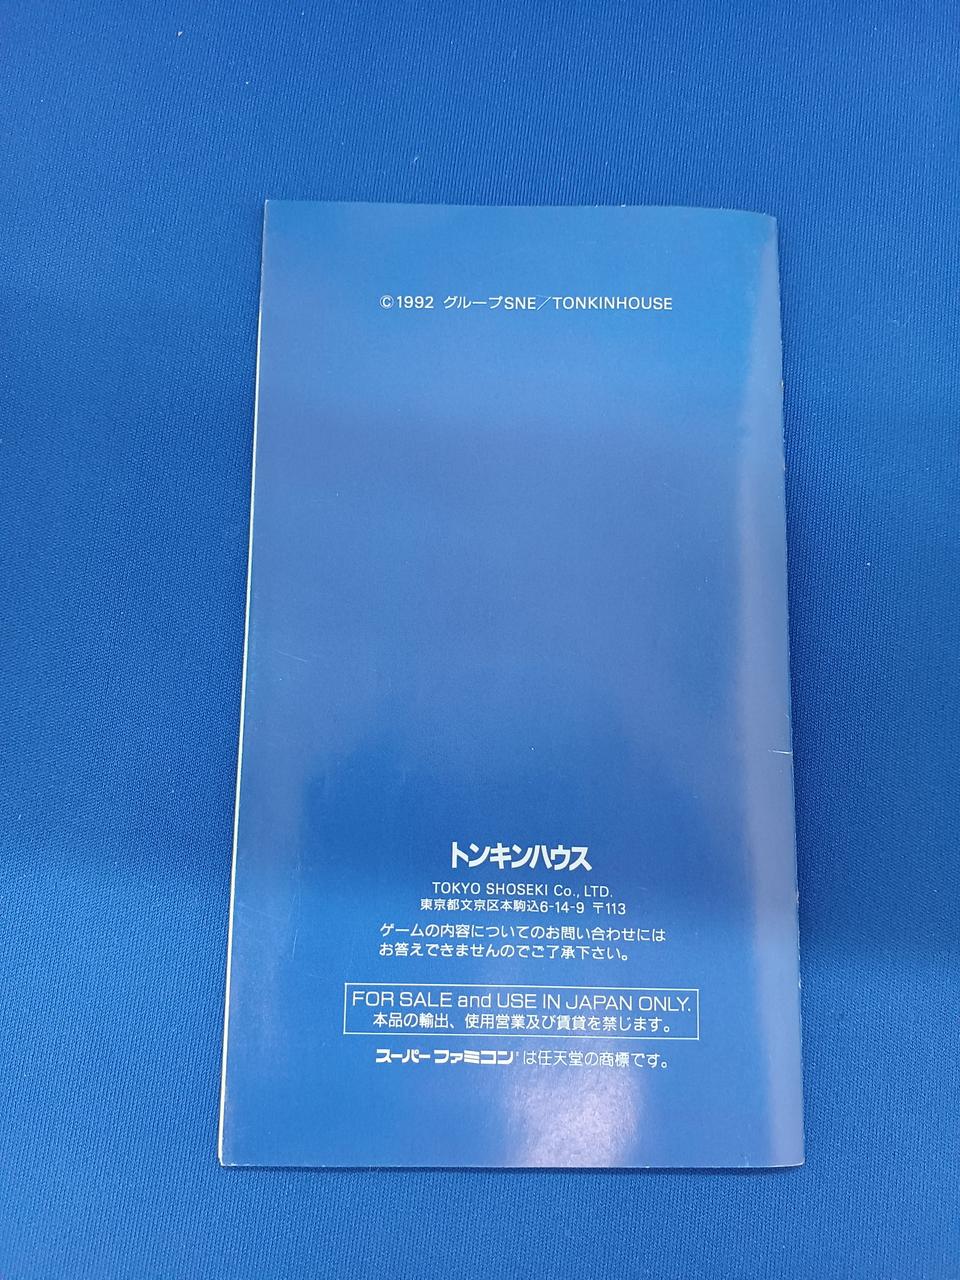 ©1992 グループSNE／TONKINHOUSE
トンキンハウス
TOKYO SHOSEKI Co., LTD.
東京都文京区本駒込6-14-9 〒113
ゲームの内容についてのお問い合わせには
お答えできませんのでご了承下さい。
FOR SALE and USE IN JAPAN ONLY.
本品の輸出、使用営業及び賃貸を禁じます。
スーパーファミコン®は任天堂の商標です。